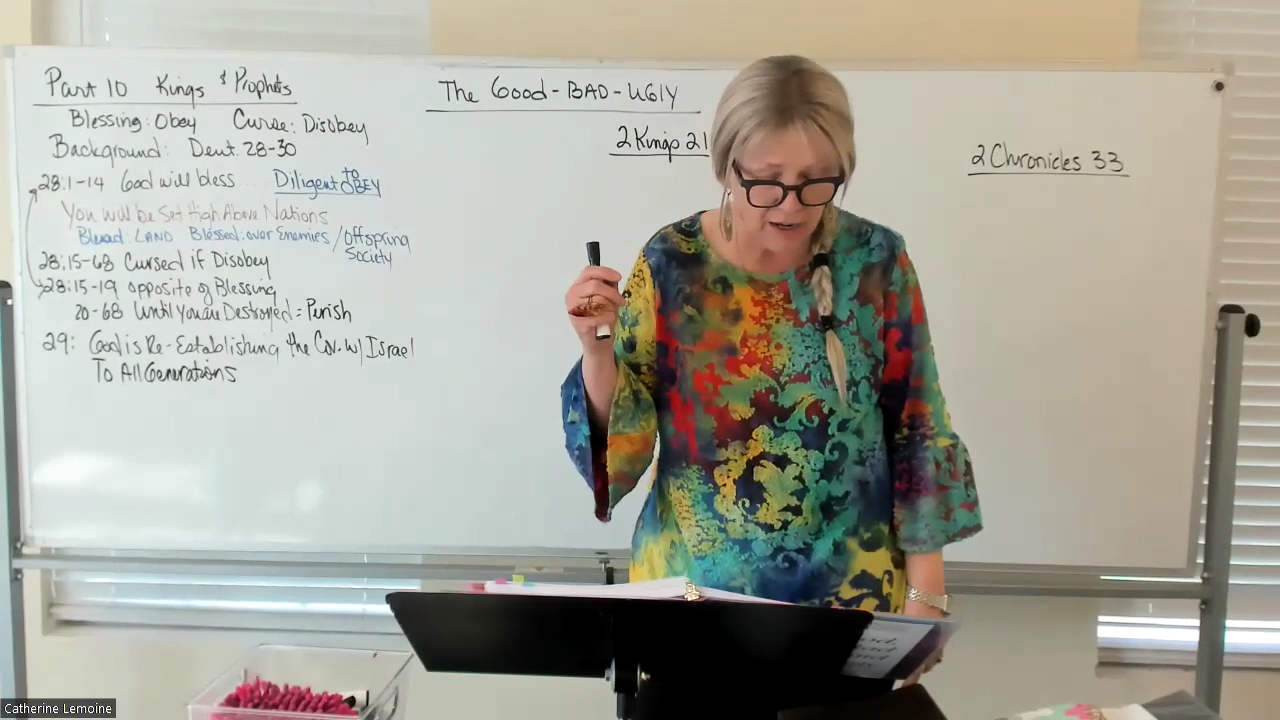 Part 10 Kings & Prophets
Blessing: Obey Curse: Disobey
Background: Deut. 28-30
28:1-14 God will bless ... Diligent to OBEY
You will be Set High Above Nations
Blessed: LAND Blessed: over Enemies / Offspring
Society
28:15-68 Cursed if Disobey
28:15-19 opposite of Blessing
20-68 Until You are Destroyed = Perish
29: God is Re-Establishing the Cov. w/ Israel
To All Generations
The Good-BAD-UGLY
2 Kings 21
2 Chronicles 33
Catherine Lemoine